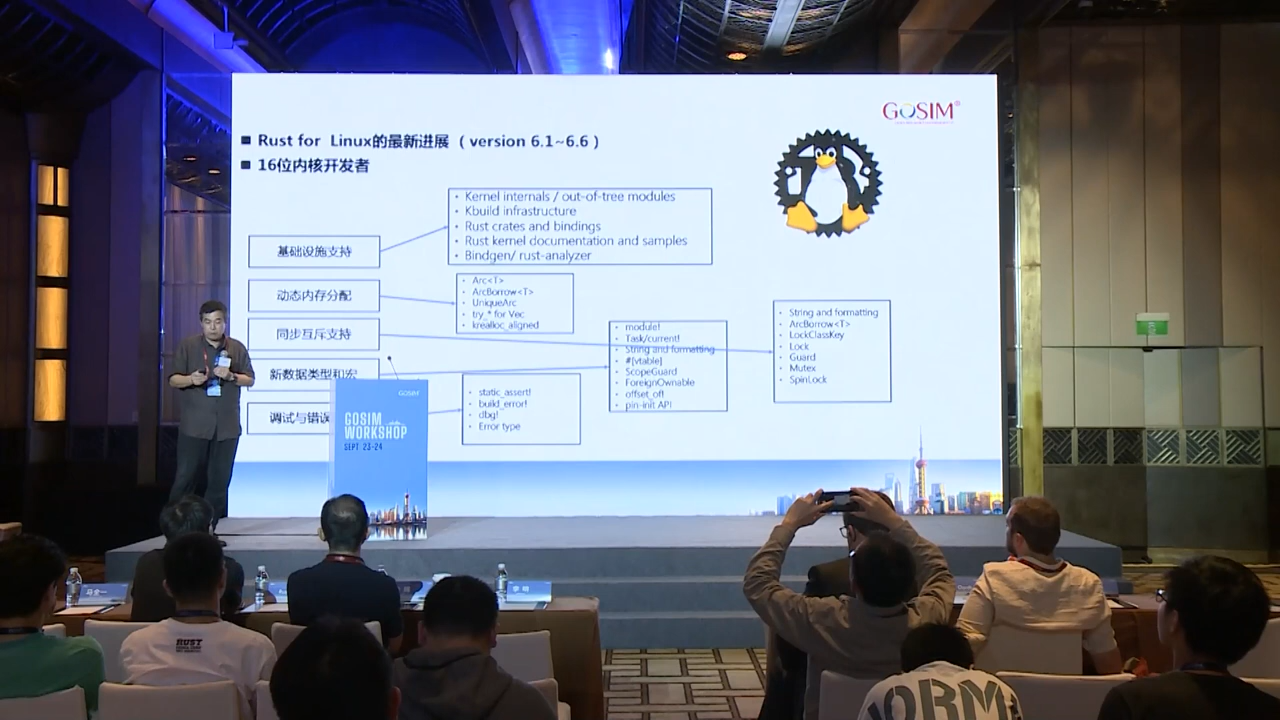 GOSIM
Rust for Linux的最新进展 （version 6.1~6.6）
16位内核开发者
Kernel internals / out-of-tree modules
Kbuild infrastructure
Rust crates and bindings
Rust kernel documentation and samples
Bindgen/ rust-analyzer
基础设施支持
动态内存分配
Arc<T>
ArcBorrow<T>
UniqueArc
try_* for Vec
krealloc_aligned
同步互斥支持
module!
Task/current!
String and formatting
#[vtable]
ScopeGuard
ForeignOwnable
offset_of!
pin-init API
String and formatting
ArcBorrow<T>
LockClassKey
Lock
Guard
Mutex
SpinLock
新数据类型和宏
调试与错误
static_assert!
build_error!
dbg!
Error type
GOSIM
GOSIM
WORKSHOP
SEPT 23-24
李明
RUST